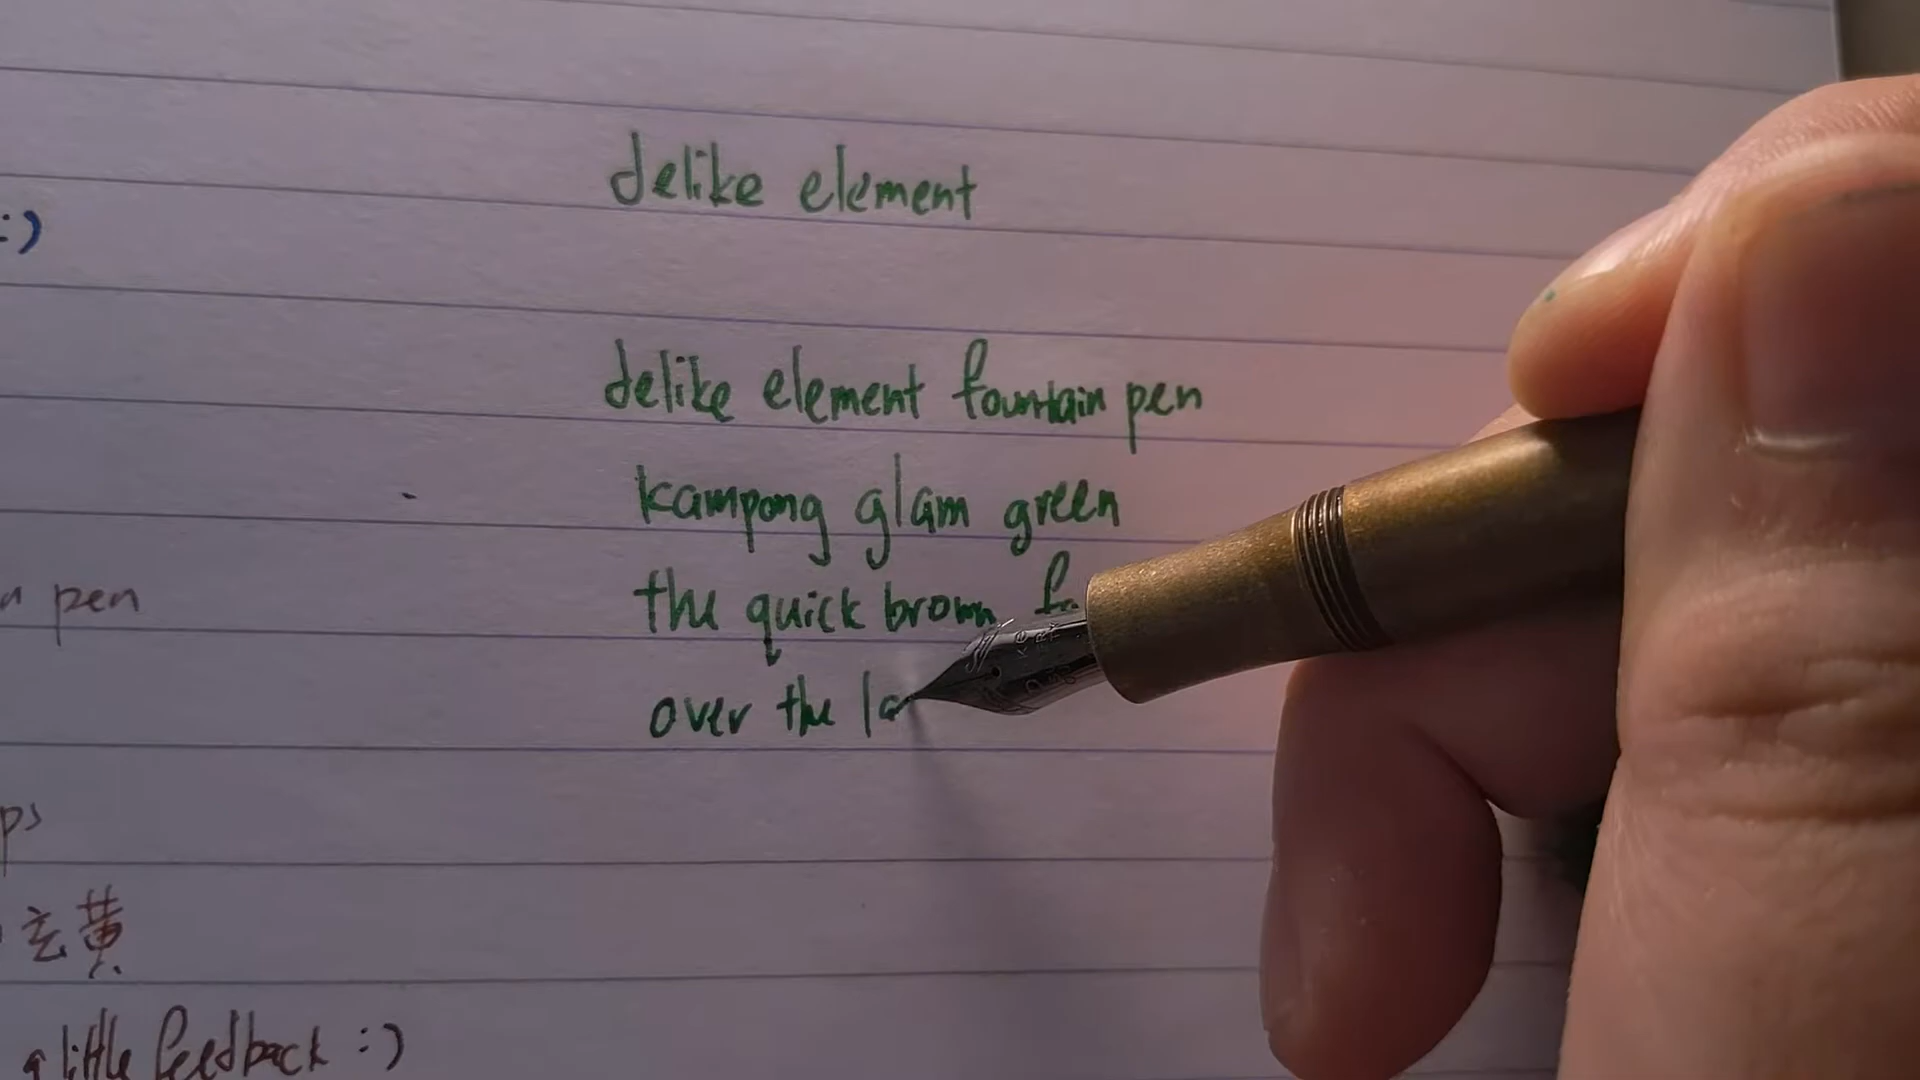 delike element
:)
delike element fountain pen
kampong glam green
the quick brown
pen
over the
ps
玄黄
a little feedback :)